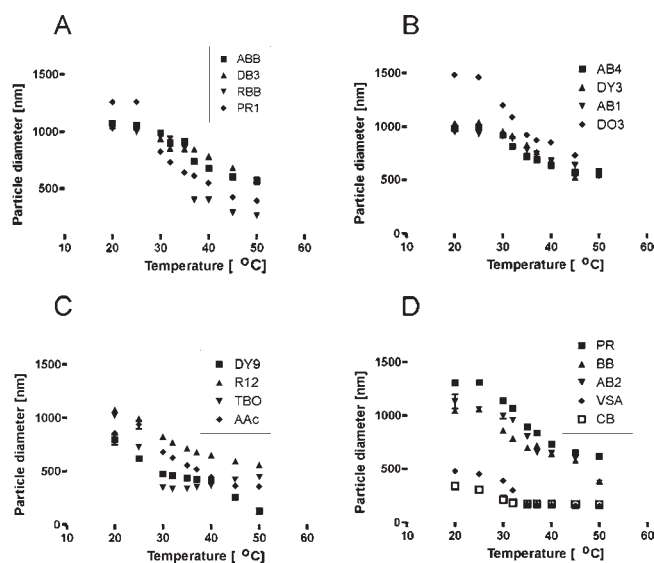 A
ABB
DB3
RBB
PR1
Particle diameter [nm]
1500
1000
500
0
10 20 30 40 50 60
Temperature [ °C]
B
AB4
DY3
AB1
DO3
Particle diameter [nm]
1500
1000
500
0
10 20 30 40 50 60
Temperature [ °C]
C
DY9
R12
TBO
AAc
Particle diameter [nm]
1500
1000
500
0
10 20 30 40 50 60
Temperature [ °C]
D
PR
BB
AB2
VSA
CB
Particle diameter [nm]
1500
1000
500
0
10 20 30 40 50 60
Temperature [ °C]